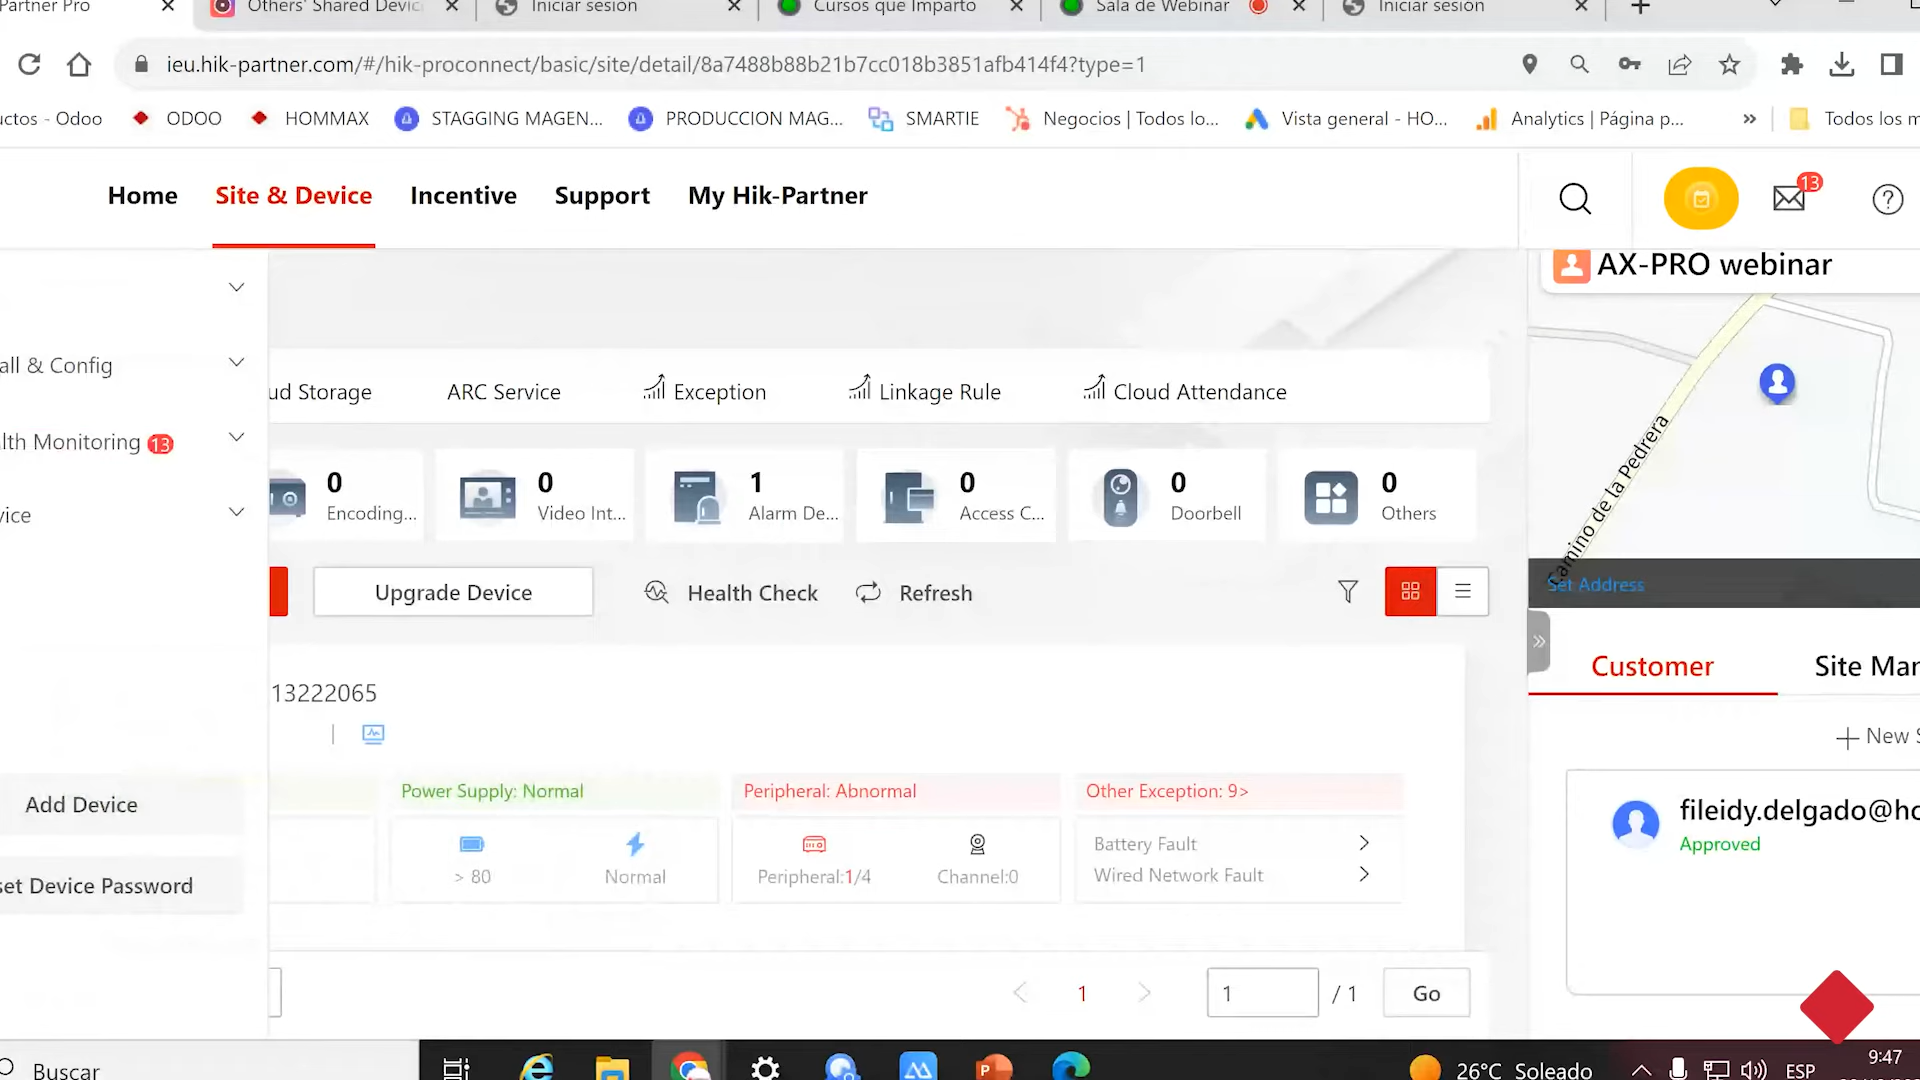 Partner Pro
Others' Shared Devic
Iniciar sesión
Cursos que Imparto
Sala de Webinar
Iniciar sesión
ieu.hik-partner.com/#/hik-proconnect/basic/site/detail/8a7488b88b21b7cc018b3851afb414f4?type=1
uctos - Odoo
ODOO
HOMMAX
STAGGING MAGEN...
PRODUCCION MAG...
SMARTIE
Negocios | Todos lo...
Vista general - HO...
Analytics | Página p...
»
Todos los m
Home
Site & Device
Incentive
Support
My Hik-Partner
13
AX-PRO webinar
all & Config
lth Monitoring 13
vice
ud Storage
ARC Service
Exception
Linkage Rule
Cloud Attendance
0
Encoding...
0
Video Int...
1
Alarm De...
0
Access C...
0
Doorbell
0
Others
Camino de la Pedrera
Set Address
Upgrade Device
Health Check
Refresh
Customer
Site Man
13222065
+ New S
Power Supply: Normal
Peripheral: Abnormal
Other Exception: 9>
Add Device
> 80
Normal
Peripheral:1/4
Channel:0
Battery Fault
Wired Network Fault
fileidy.delgado@ho
Approved
set Device Password
1
1
/ 1
Go
Buscar
26°C Soleado
ESP
9:47